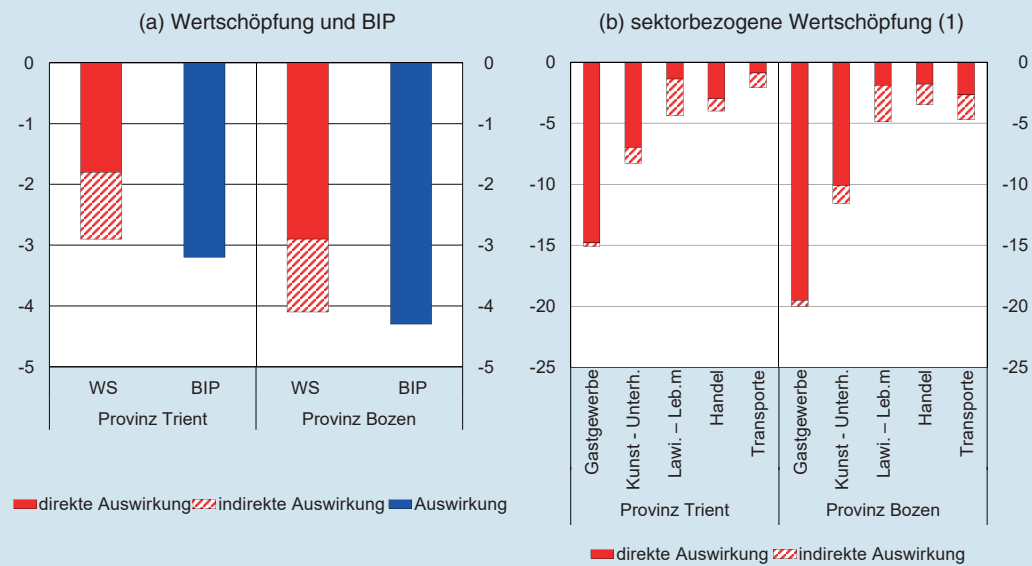 (a) Wertschöpfung und BIP
0
-1
-2
-3
-4
-5
0
-1
-2
-3
-4
-5
WS BIP WS BIP
Provinz Trient Provinz Bozen
direkte Auswirkung indirekte Auswirkung Auswirkung
(b) sektorbezogene Wertschöpfung (1)
0
-5
-10
-15
-20
-25
0
-5
-10
-15
-20
-25
Gastgewerbe
Kunst - Unterh.
Lawi. – Leb.m
Handel
Transporte
Gastgewerbe
Kunst - Unterh.
Lawi. – Leb.m
Handel
Transporte
Provinz Trient Provinz Bozen
direkte Auswirkung indirekte Auswirkung